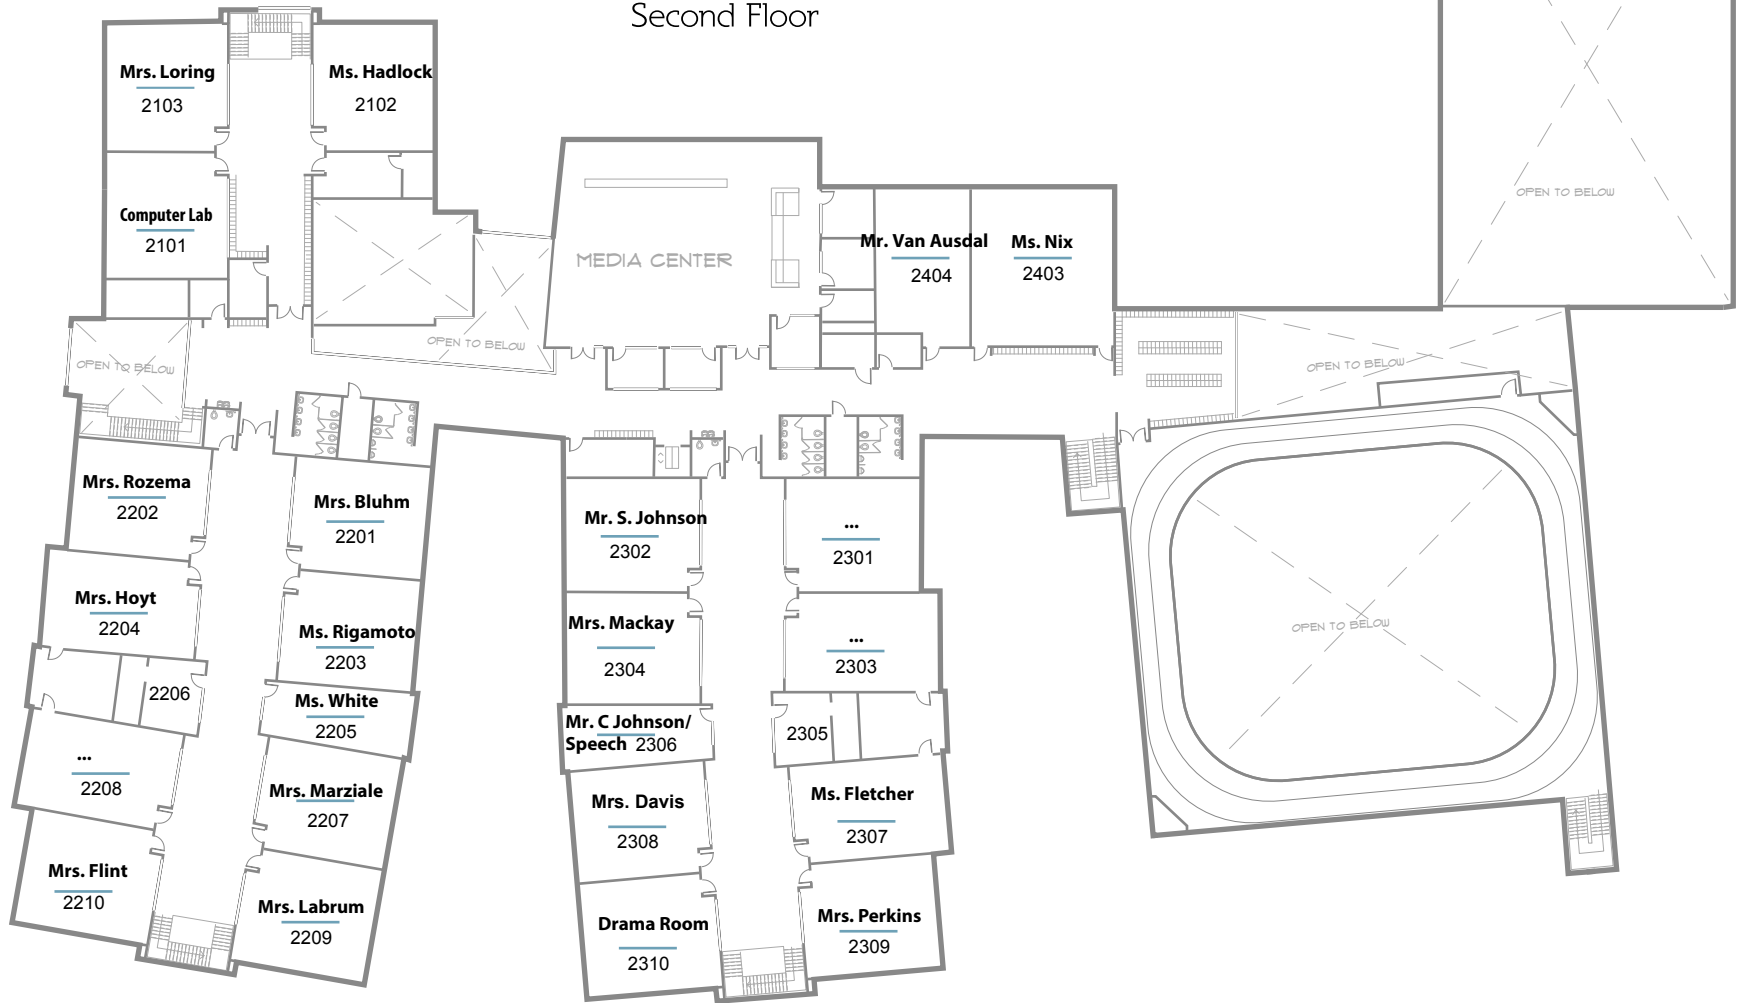 Second Floor
Mrs. Loring
2103
Ms. Hadlock
2102
Computer Lab
2101
OPEN TO BELOW
OPEN TO BELOW
MEDIA CENTER
Mr. Van Ausdal
2404
Ms. Nix
2403
OPEN TO BELOW
OPEN TO BELOW
OPEN TO BELOW
Mrs. Rozema
2202
Mrs. Bluhm
2201
Mrs. Hoyt
2204
Ms. Rigamoto
2203
2206
Ms. White
2205
...
2208
Mrs. Marziale
2207
Mrs. Flint
2210
Mrs. Labrum
2209
Mr. S. Johnson
2302
...
2301
Mrs. Mackay
2304
...
2303
Mr. C Johnson/
Speech 2306
2305
Mrs. Davis
2308
Ms. Fletcher
2307
Drama Room
2310
Mrs. Perkins
2309